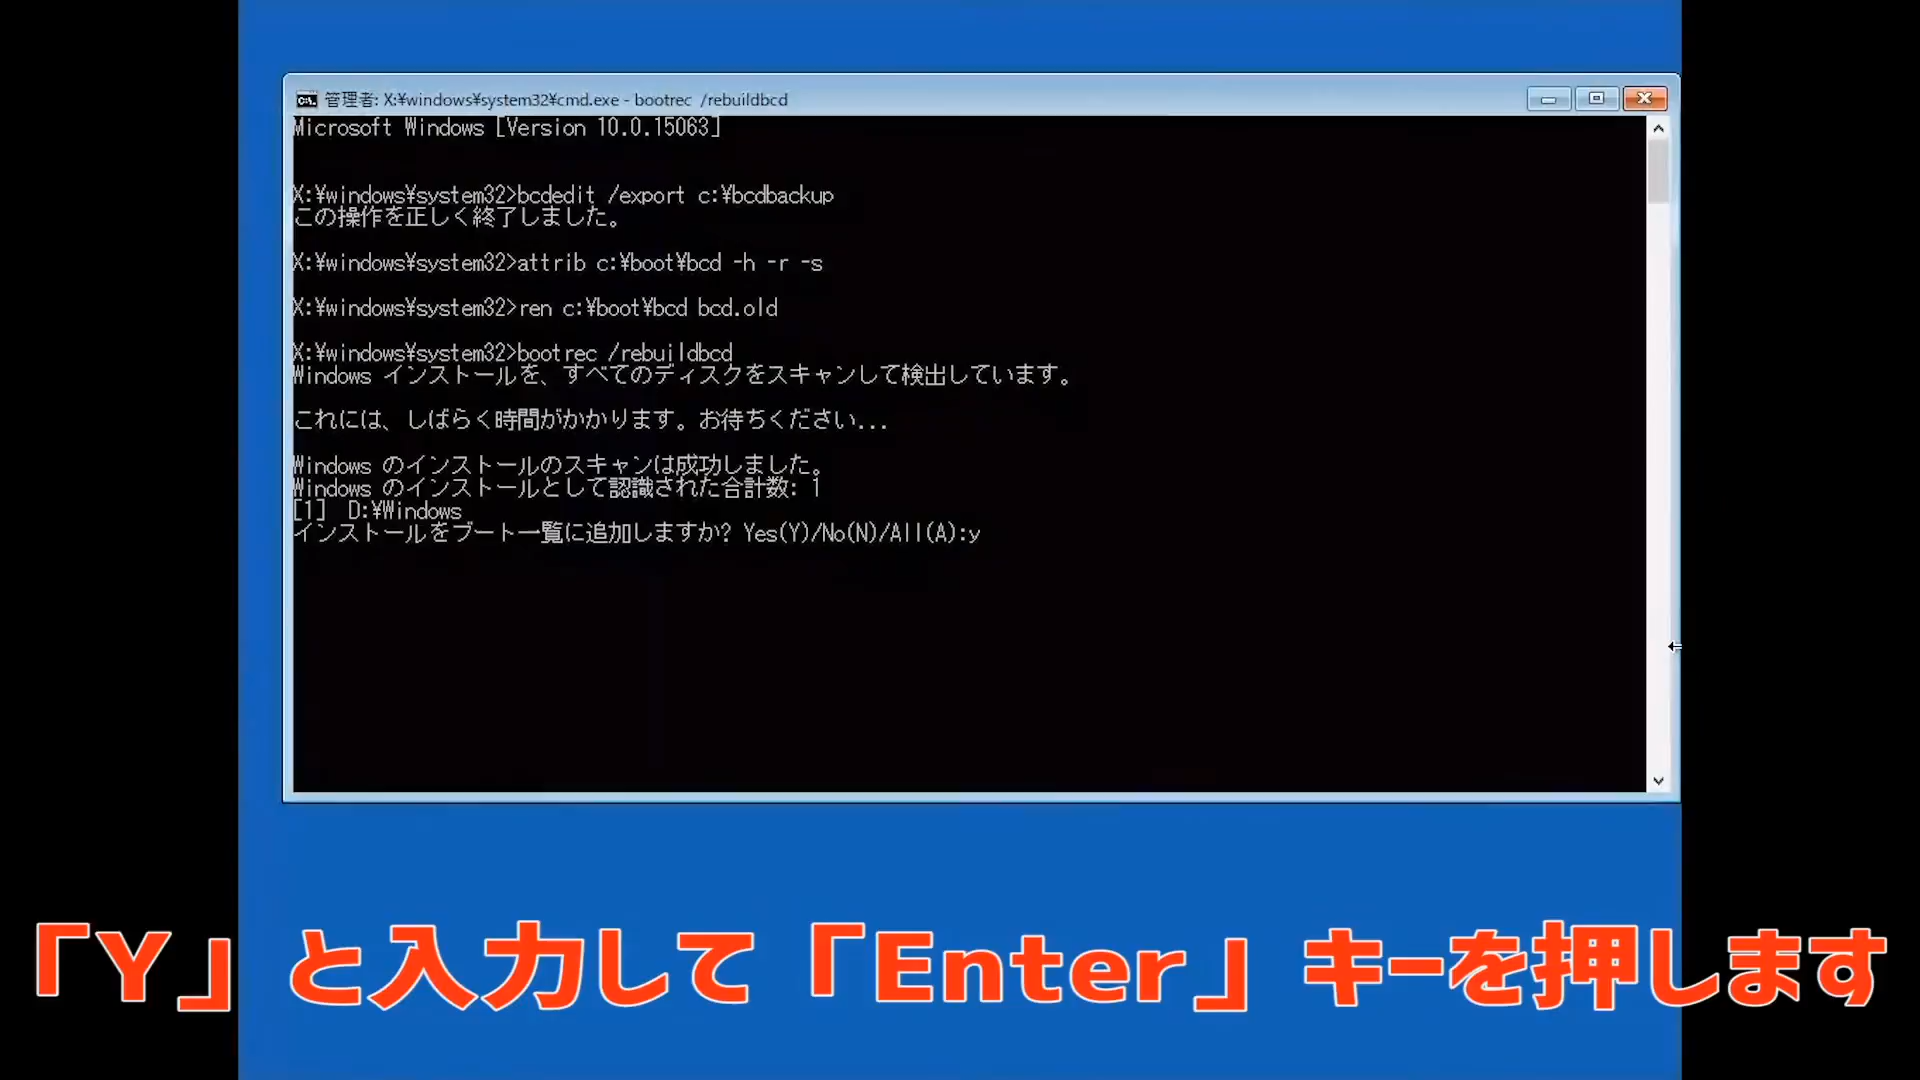 管理者: X:¥windows¥system32¥cmd.exe - bootrec /rebuildbcd
Microsoft Windows [Version 10.0.15063]
X:¥windows¥system32>bcdedit /export c:¥bcdbackup
この操作を正しく終了しました。
X:¥windows¥system32>attrib c:¥boot¥bcd -h -r -s
X:¥windows¥system32>ren c:¥boot¥bcd bcd.old
X:¥windows¥system32>bootrec /rebuildbcd
Windows インストールを、すべてのディスクをスキャンして検出しています。
これには、しばらく時間がかかります。お待ちください...
Windows のインストールのスキャンは成功しました。
Windows のインストールとして認識された合計数: 1
[1] D:¥Windows
インストールをブート一覧に追加しますか? Yes(Y)/No(N)/All(A):y
「Y」と入力して「Enter」キーを押します